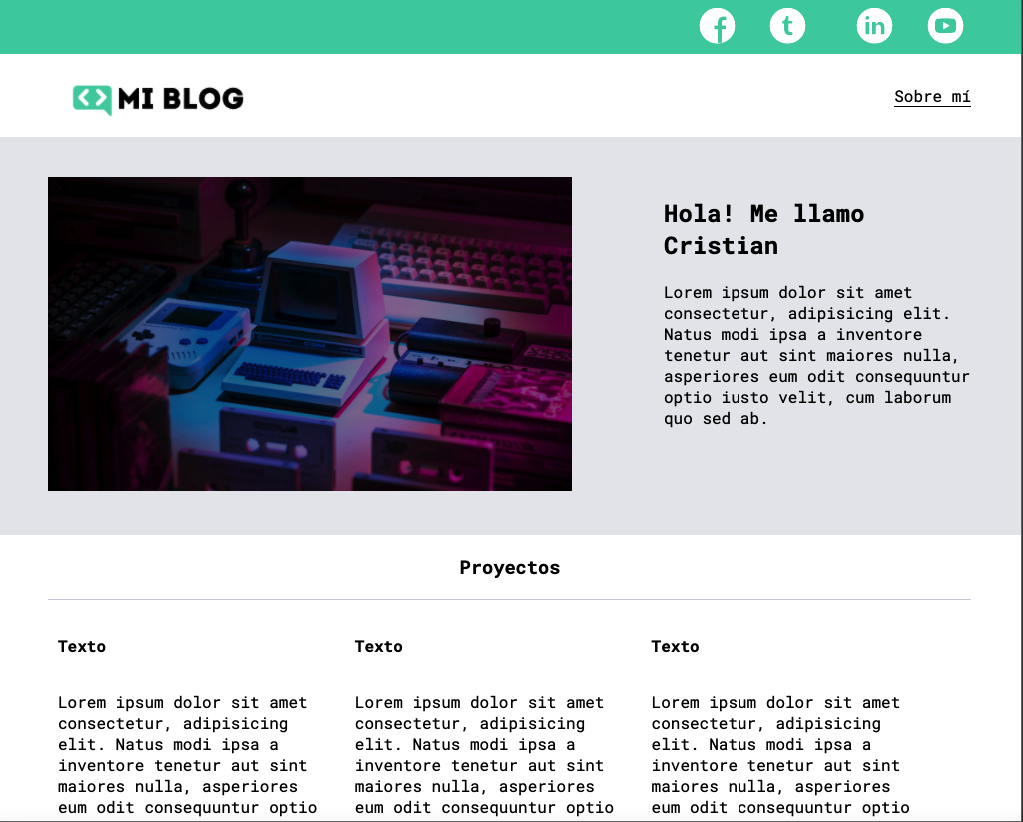 MI BLOG
Sobre mí
Hola! Me llamo
Cristian
Lorem ipsum dolor sit amet
consectetur, adipisicing elit.
Natus modi ipsa a inventore
tenetur aut sint maiores nulla,
asperiores eum odit consequuntur
optio iusto velit, cum laborum
quo sed ab.
Proyectos
Texto
Lorem ipsum dolor sit amet
consectetur, adipisicing
elit. Natus modi ipsa a
inventore tenetur aut sint
maiores nulla, asperiores
eum odit consequuntur optio
Texto
Lorem ipsum dolor sit amet
consectetur, adipisicing
elit. Natus modi ipsa a
inventore tenetur aut sint
maiores nulla, asperiores
eum odit consequuntur optio
Texto
Lorem ipsum dolor sit amet
consectetur, adipisicing
elit. Natus modi ipsa a
inventore tenetur aut sint
maiores nulla, asperiores
eum odit consequuntur optio